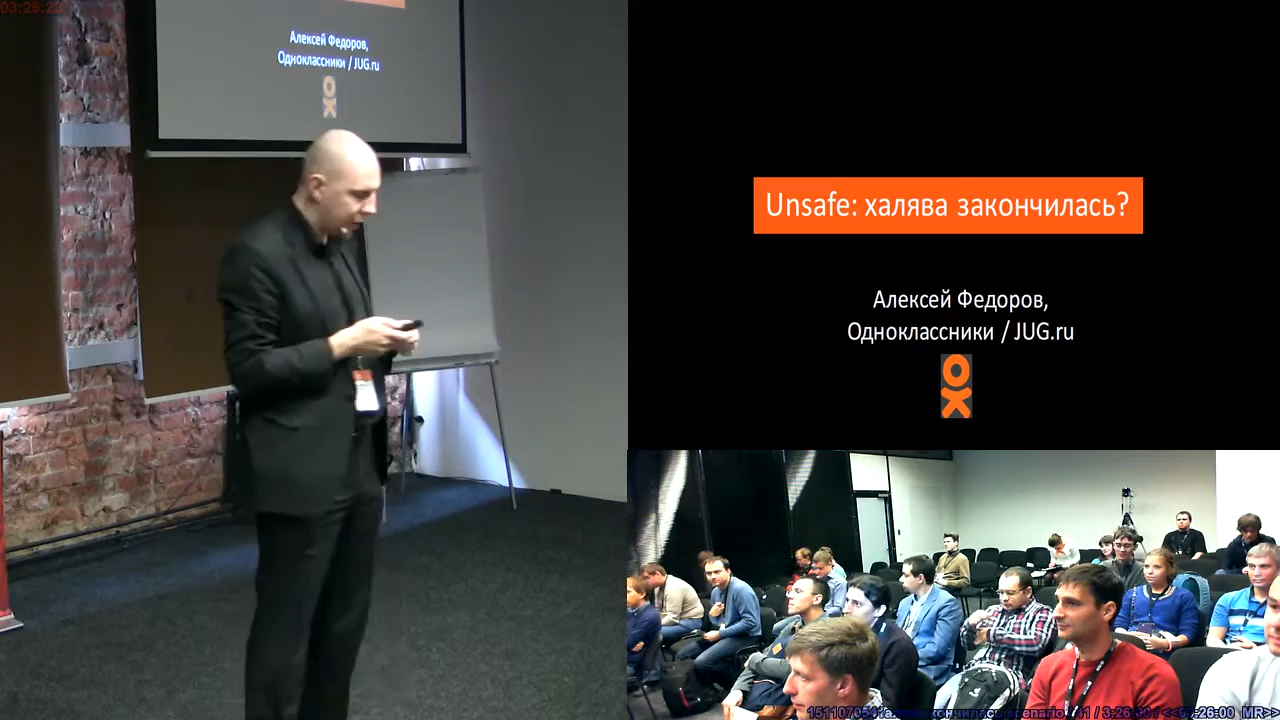 03:26:23
Алексей Федоров,
Одноклассники / JUG.ru
Unsafe: халява закончилась?
Алексей Федоров,
Одноклассники / JUG.ru